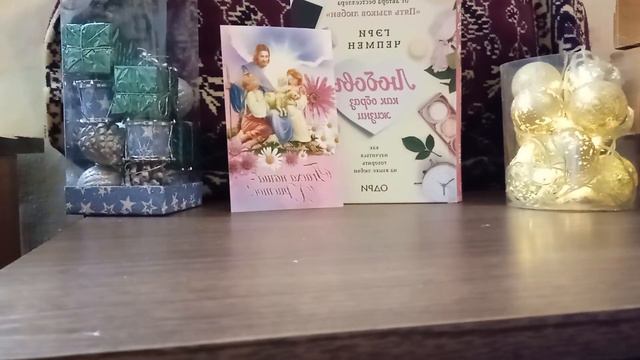 от автора бестселлера
"Пять языков любви"
ГЭРИ
ЧЕПМЕН
Любовь
как образ
жизни
как
научиться
говорить
на языке любви
ОДРИ
Христос"